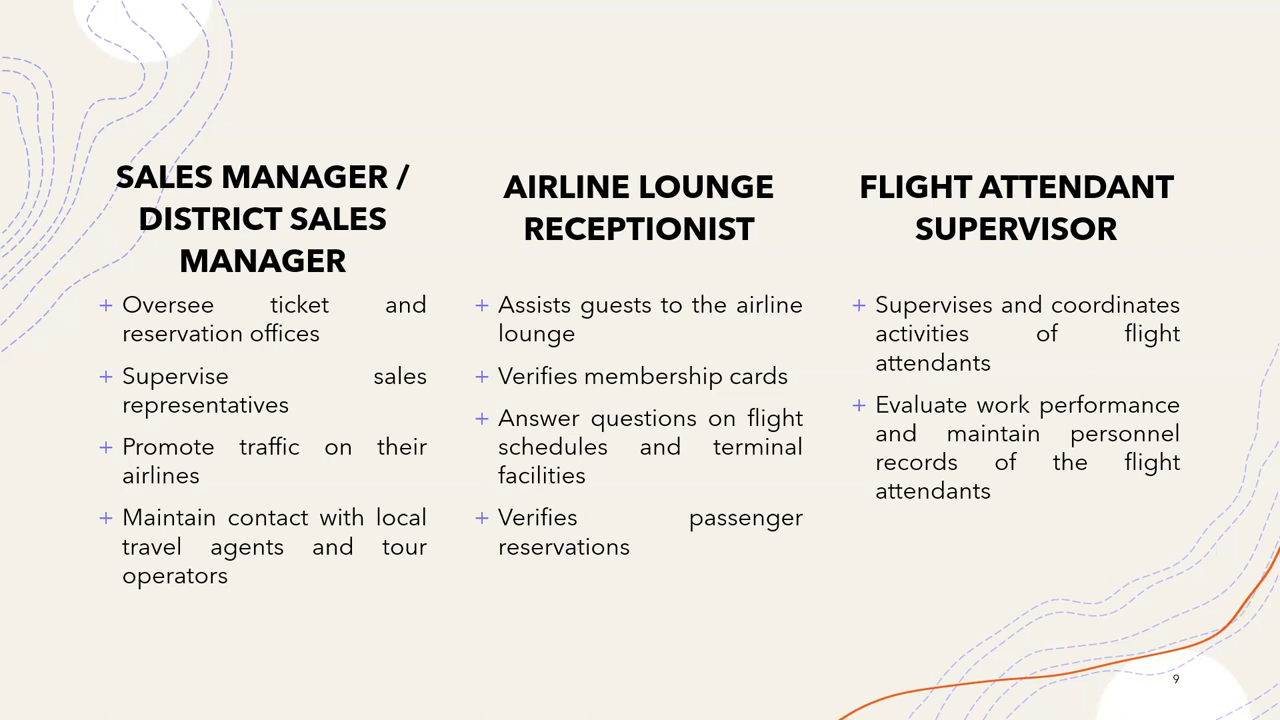 SALES MANAGER /
DISTRICT SALES
MANAGER
+ Oversee ticket and
reservation offices
+ Supervise sales
representatives
+ Promote traffic on their
airlines
+ Maintain contact with local
travel agents and tour
operators
AIRLINE LOUNGE
RECEPTIONIST
+ Assists guests to the airline
lounge
+ Verifies membership cards
+ Answer questions on flight
schedules and terminal
facilities
+ Verifies passenger
reservations
FLIGHT ATTENDANT
SUPERVISOR
+ Supervises and coordinates
activities of flight
attendants
+ Evaluate work performance
and maintain personnel
records of the flight
attendants
9